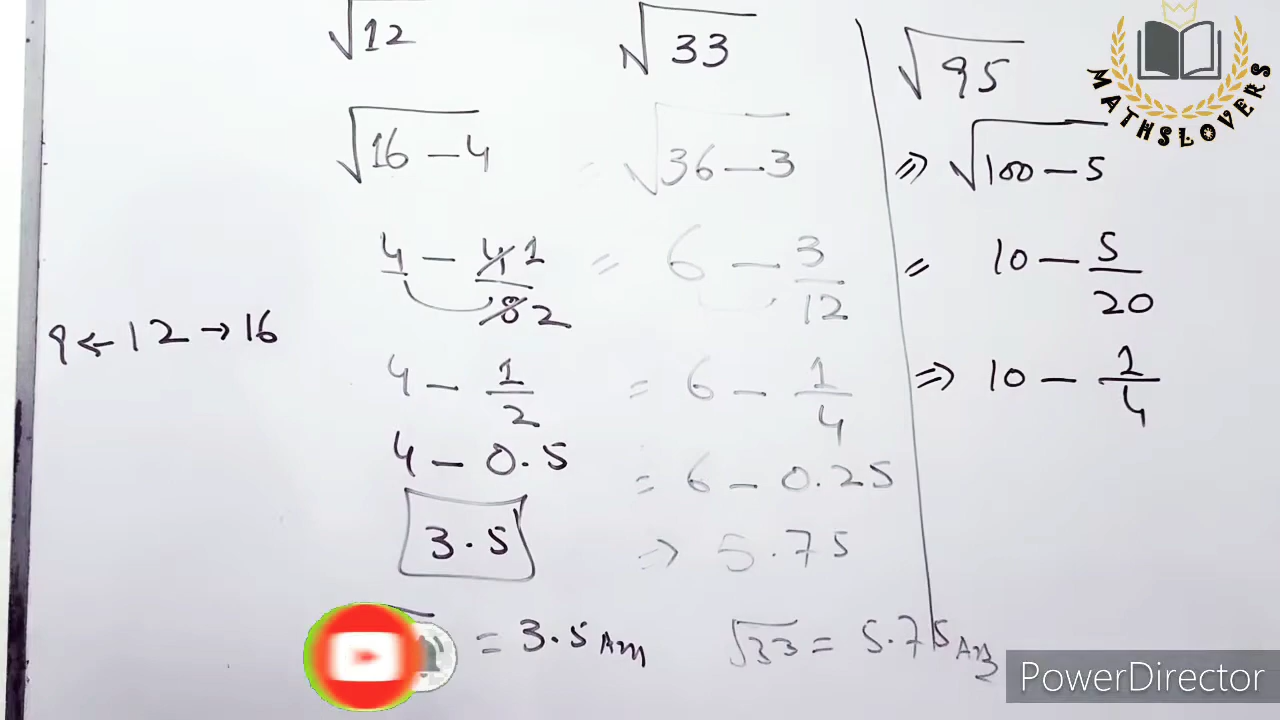 √12
√16 - 4
4 - 4̶ 1 / 8̶ 2
9 ← 12 → 16
4 - 1/2
4 - 0.5
3.5
= 3.5 Ans
√33
= √36 - 3
= 6 - 3/12
= 6 - 1/4
= 6 - 0.25
⇒ 5.75
√33 = 5.75 Ans
√95
⇒ √100 - 5
= 10 - 5/20
⇒ 10 - 1/4
MATHSLOVERS
PowerDirector